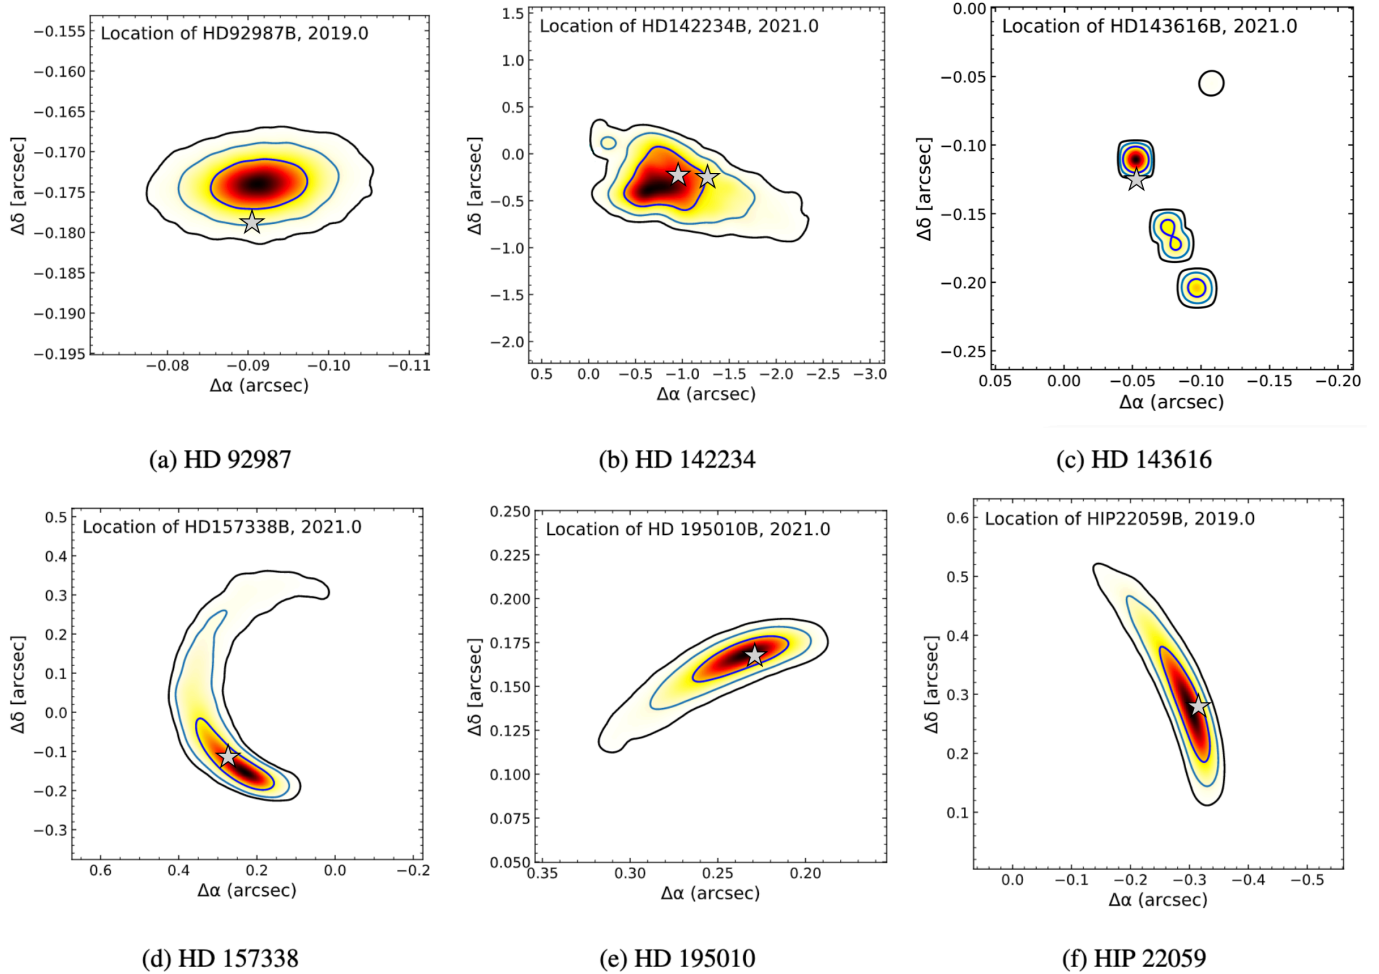 Location of HD92987B, 2019.0
−0.155
−0.160
−0.165
−0.170
−0.175
−0.180
−0.185
−0.190
−0.195
Δδ [arcsec]
−0.08 −0.09 −0.10 −0.11
Δα (arcsec)
(a) HD 92987
Location of HD142234B, 2021.0
1.5
1.0
0.5
0.0
−0.5
−1.0
−1.5
−2.0
Δδ [arcsec]
0.5 0.0 −0.5 −1.0 −1.5 −2.0 −2.5 −3.0
Δα (arcsec)
(b) HD 142234
Location of HD143616B, 2021.0
0.00
−0.05
−0.10
−0.15
−0.20
−0.25
Δδ [arcsec]
0.05 0.00 −0.05 −0.10 −0.15 −0.20
Δα (arcsec)
(c) HD 143616
Location of HD157338B, 2021.0
0.5
0.4
0.3
0.2
0.1
0.0
−0.1
−0.2
−0.3
Δδ [arcsec]
0.6 0.4 0.2 0.0 −0.2
Δα (arcsec)
(d) HD 157338
Location of HD 195010B, 2021.0
0.250
0.225
0.200
0.175
0.150
0.125
0.100
0.075
0.050
Δδ [arcsec]
0.35 0.30 0.25 0.20
Δα (arcsec)
(e) HD 195010
Location of HIP22059B, 2019.0
0.6
0.5
0.4
0.3
0.2
0.1
Δδ [arcsec]
0.0 −0.1 −0.2 −0.3 −0.4 −0.5
Δα (arcsec)
(f) HIP 22059